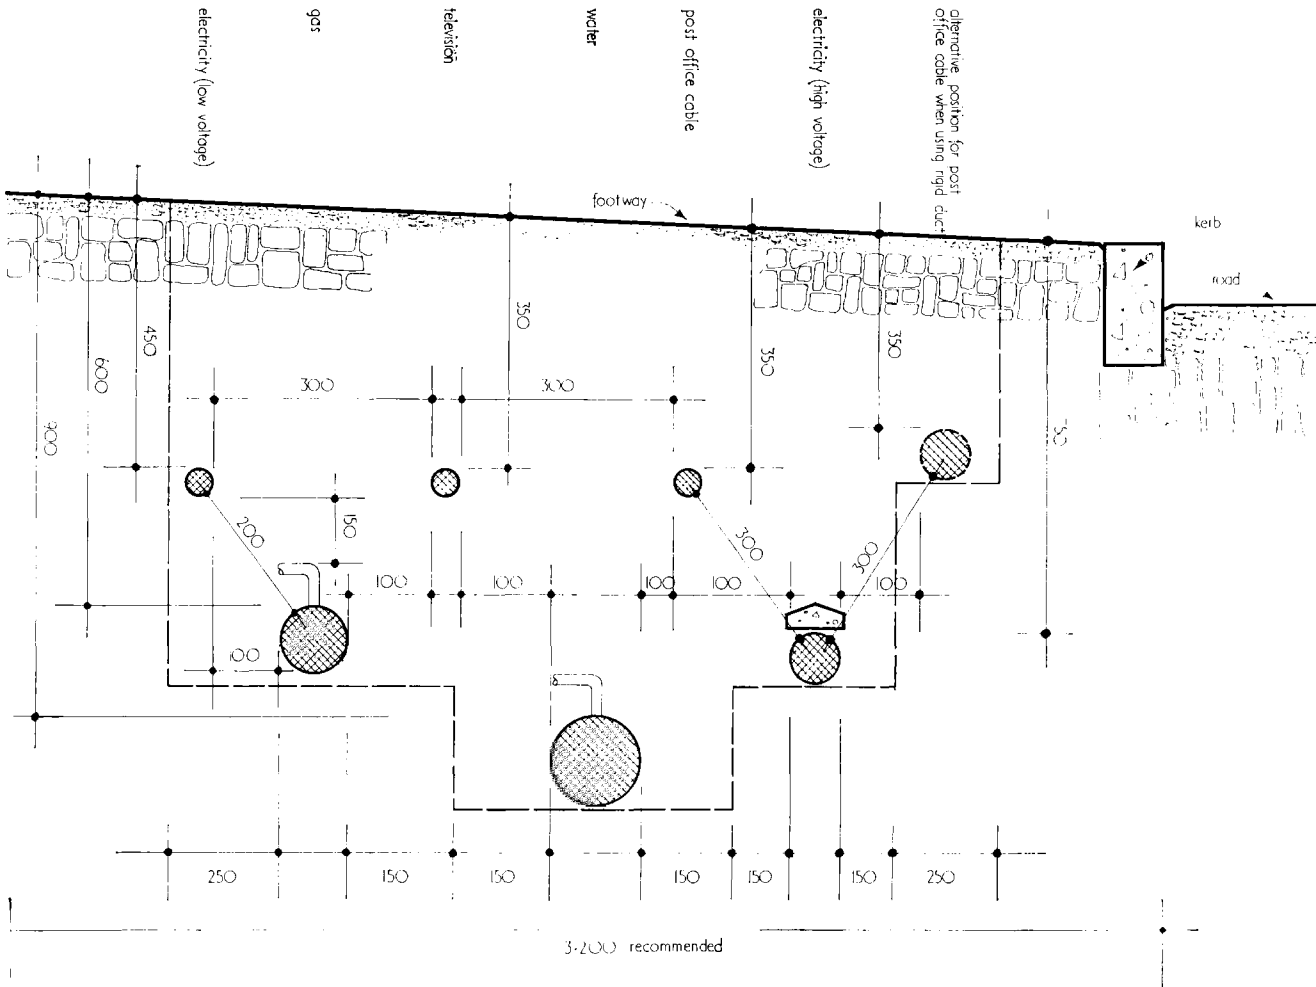 electricity (low voltage)
gas
television
water
post office cable
electricity (high voltage)
alternative position for post
office cable when using rigid duct
footway
kerb
road
450
600
900
350
350
350
750
300
300
200
150
300
300
100
100
100
100
100
100
250
150
150
150
150
150
250
3·200 recommended